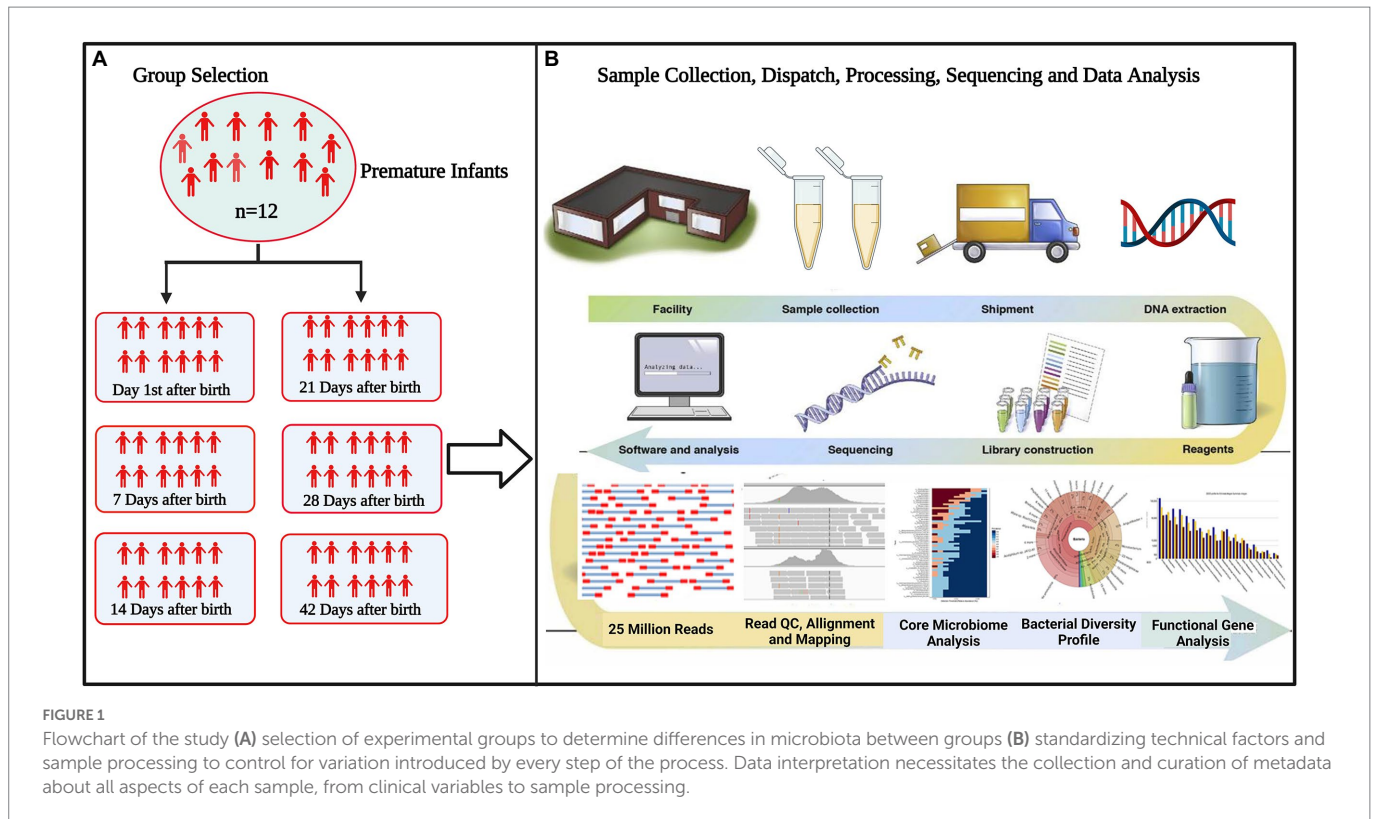 A
Group Selection
Premature Infants
n=12
Day 1st after birth
21 Days after birth
7 Days after birth
28 Days after birth
14 Days after birth
42 Days after birth
B
Sample Collection, Dispatch, Processing, Sequencing and Data Analysis
Facility
Sample collection
Shipment
DNA extraction
Analyzing data...
Software and analysis
Sequencing
Library construction
Reagents
Bacteria
25 Million Reads
Read QC, Allignment
and Mapping
Core Microbiome
Analysis
Bacterial Diversity
Profile
Functional Gene
Analysis
FIGURE 1
Flowchart of the study (A) selection of experimental groups to determine differences in microbiota between groups (B) standardizing technical factors and
sample processing to control for variation introduced by every step of the process. Data interpretation necessitates the collection and curation of metadata
about all aspects of each sample, from clinical variables to sample processing.